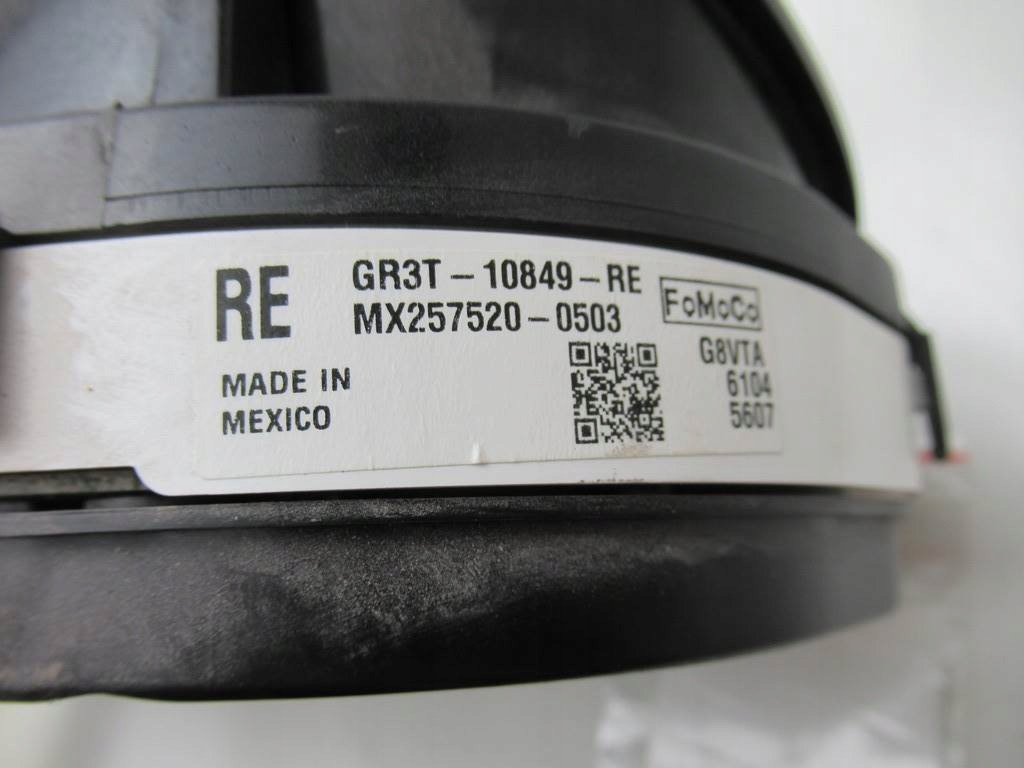 RE
GR3T-10849-RE
MX257520-0503
FoMoCo
G8VTA
6104
5607
MADE IN
MEXICO